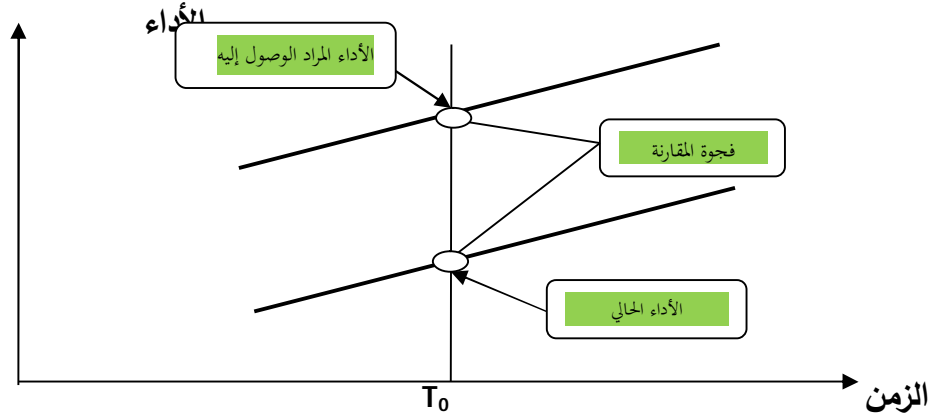 الأداء
الأداء المراد الوصول إليه
فجوة المقارنة
الأداء الحالي
T0
الزمن